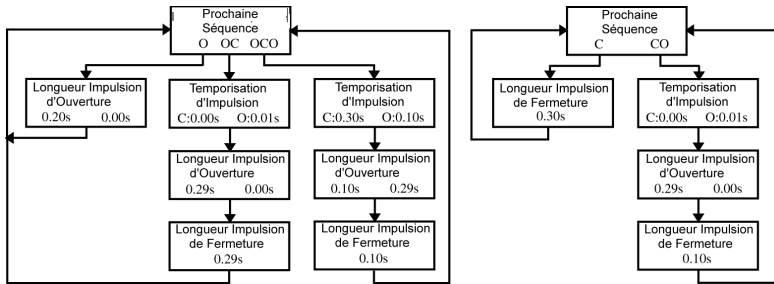 Prochaine
Séquence
O OC OCO
Longueur Impulsion
d'Ouverture
0.20s 0.00s
Temporisation
d'Impulsion
C:0.00s O:0.01s
Longueur Impulsion
d'Ouverture
0.29s 0.00s
Longueur Impulsion
de Fermeture
0.29s
Temporisation
d'Impulsion
C:0.30s O:0.10s
Longueur Impulsion
d'Ouverture
0.10s 0.29s
Longueur Impulsion
de Fermeture
0.10s
Prochaine
Séquence
C CO
Longueur Impulsion
de Fermeture
0.30s
Temporisation
d'Impulsion
C:0.00s O:0.01s
Longueur Impulsion
d'Ouverture
0.29s 0.00s
Longueur Impulsion
de Fermeture
0.10s